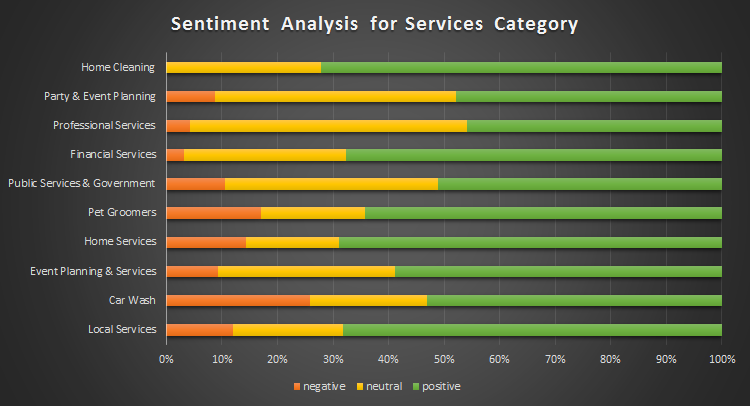 Sentiment Analysis for Services Category
Home Cleaning
Party & Event Planning
Professional Services
Financial Services
Public Services & Government
Pet Groomers
Home Services
Event Planning & Services
Car Wash
Local Services
0% 10% 20% 30% 40% 50% 60% 70% 80% 90% 100%
negative neutral positive